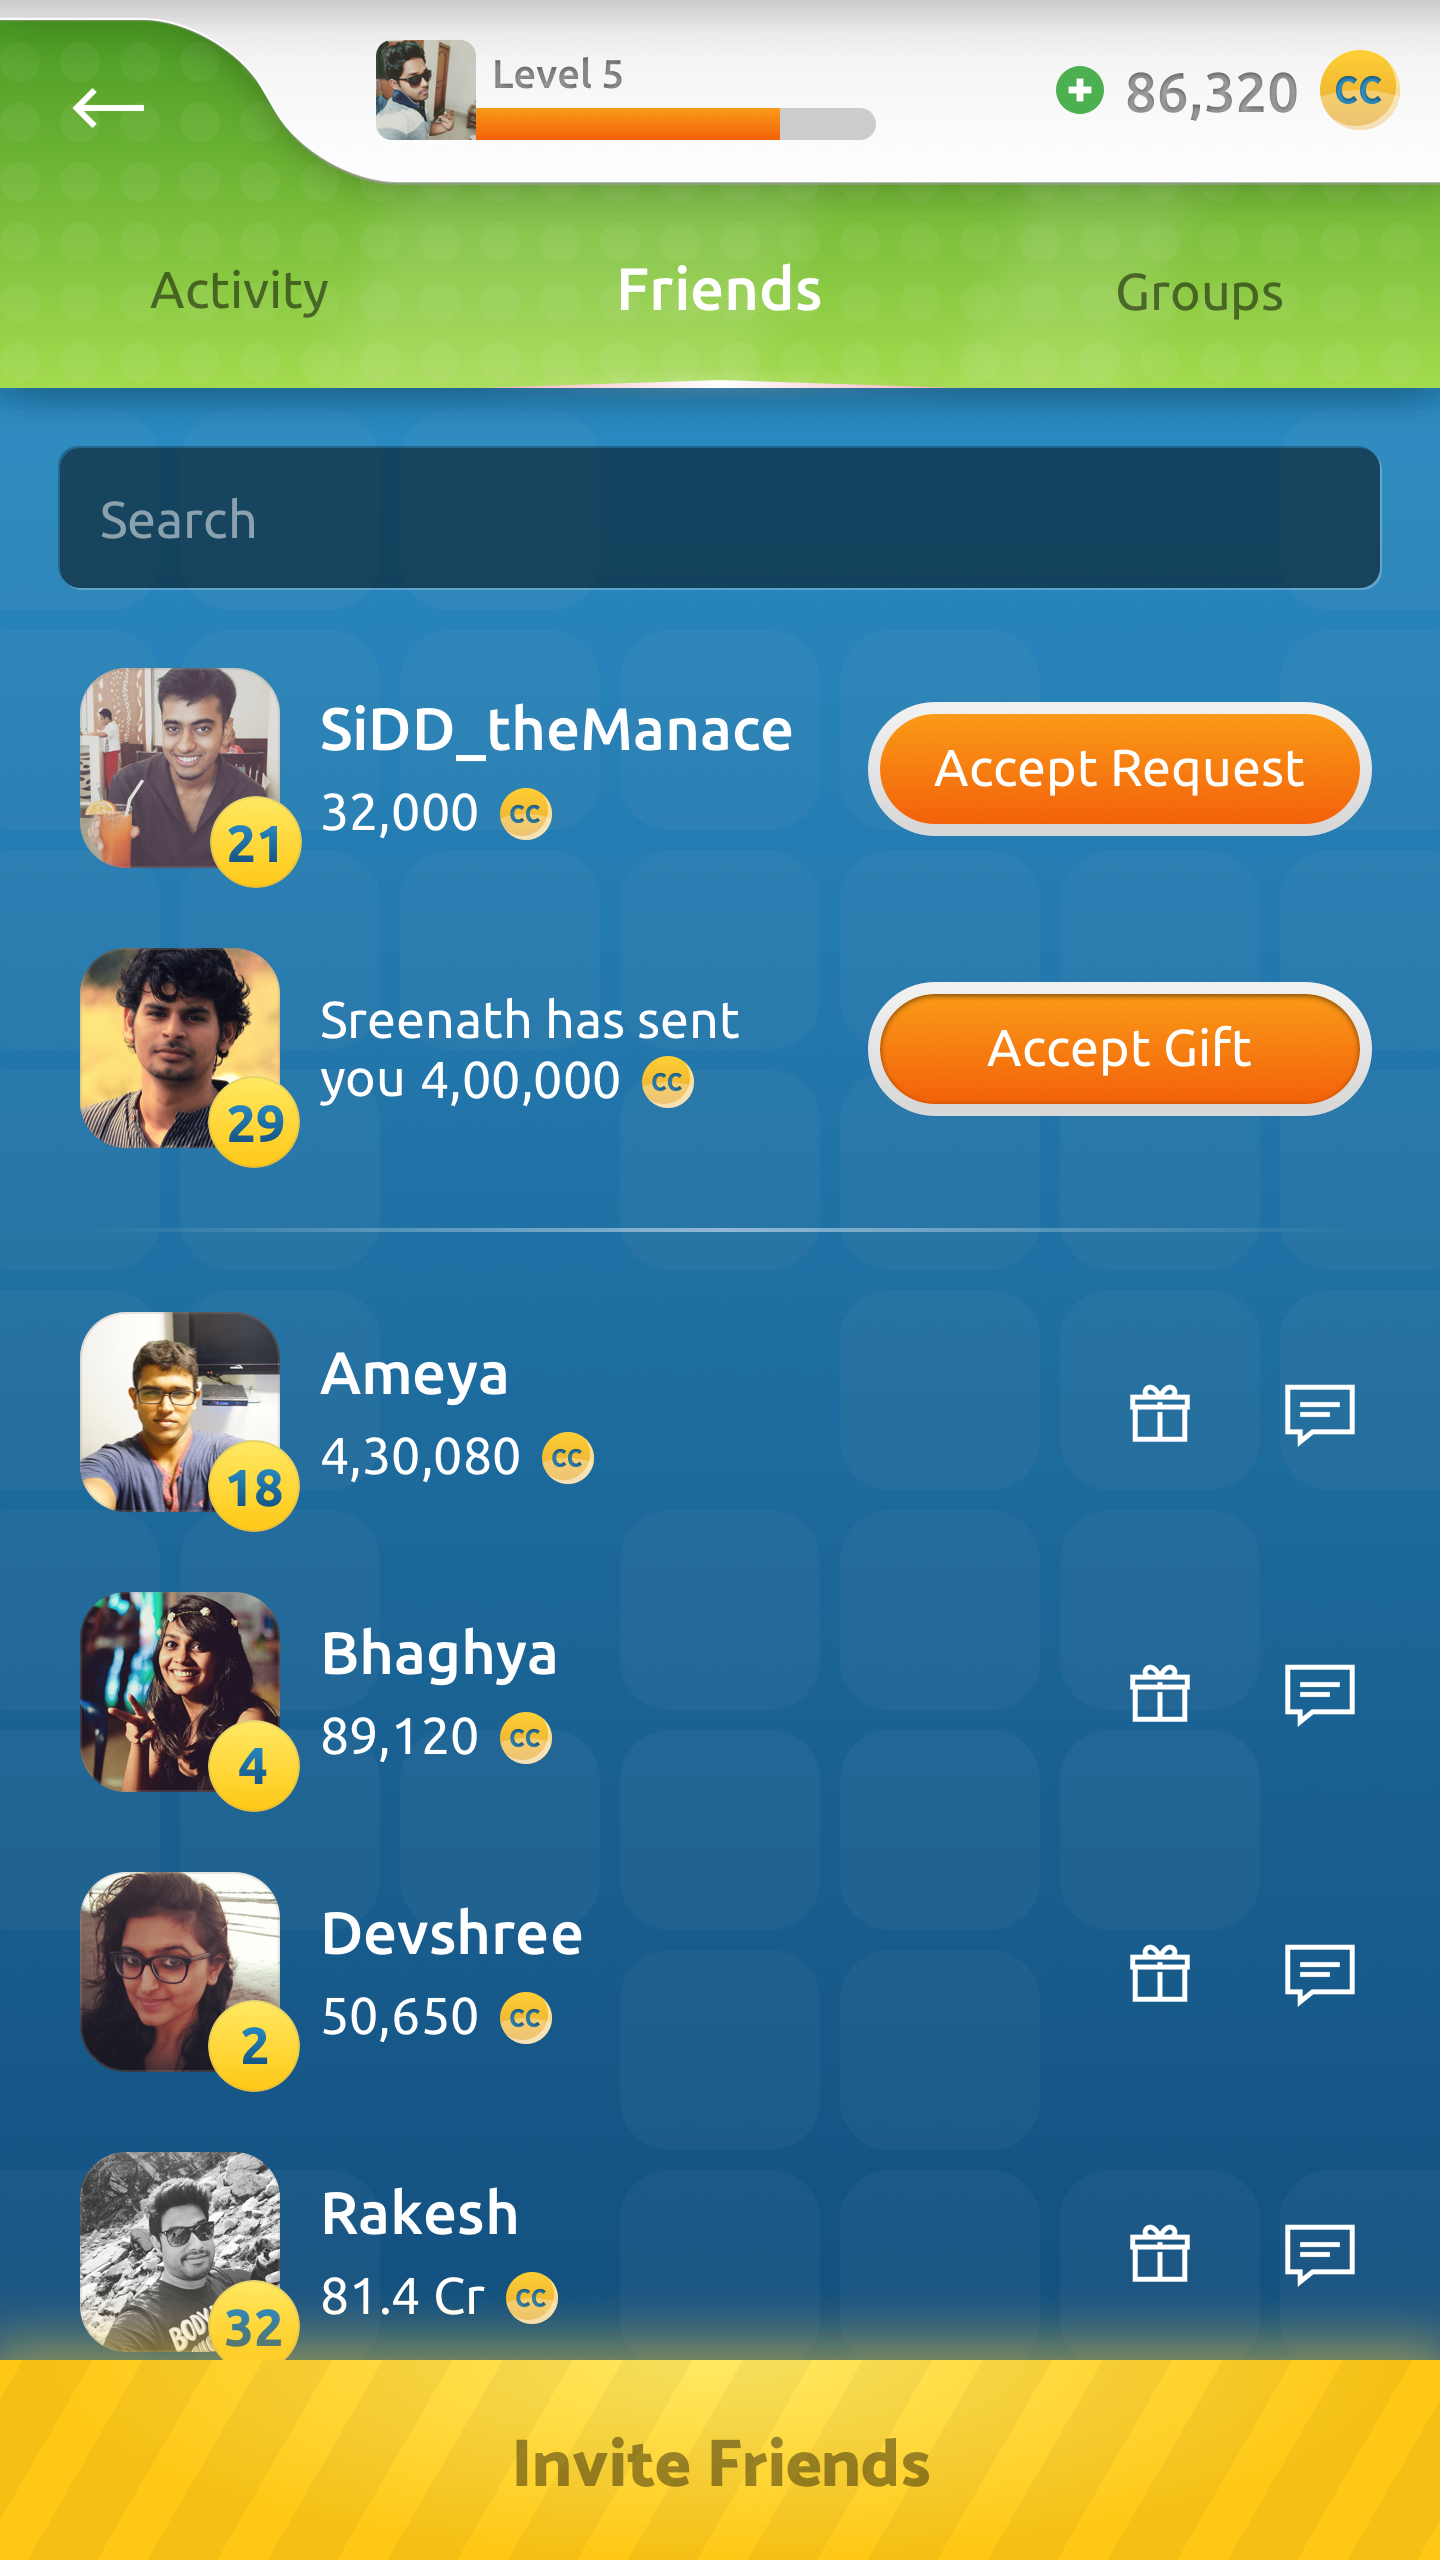 Level 5
86,320 CC
Activity
Friends
Groups
Search
SiDD_theManace
32,000 CC
21
Accept Request
Sreenath has sent
you 4,00,000 CC
29
Accept Gift
Ameya
4,30,080 CC
18
Bhaghya
89,120 CC
4
Devshree
50,650 CC
2
Rakesh
81.4 Cr CC
BODY
32
Invite Friends